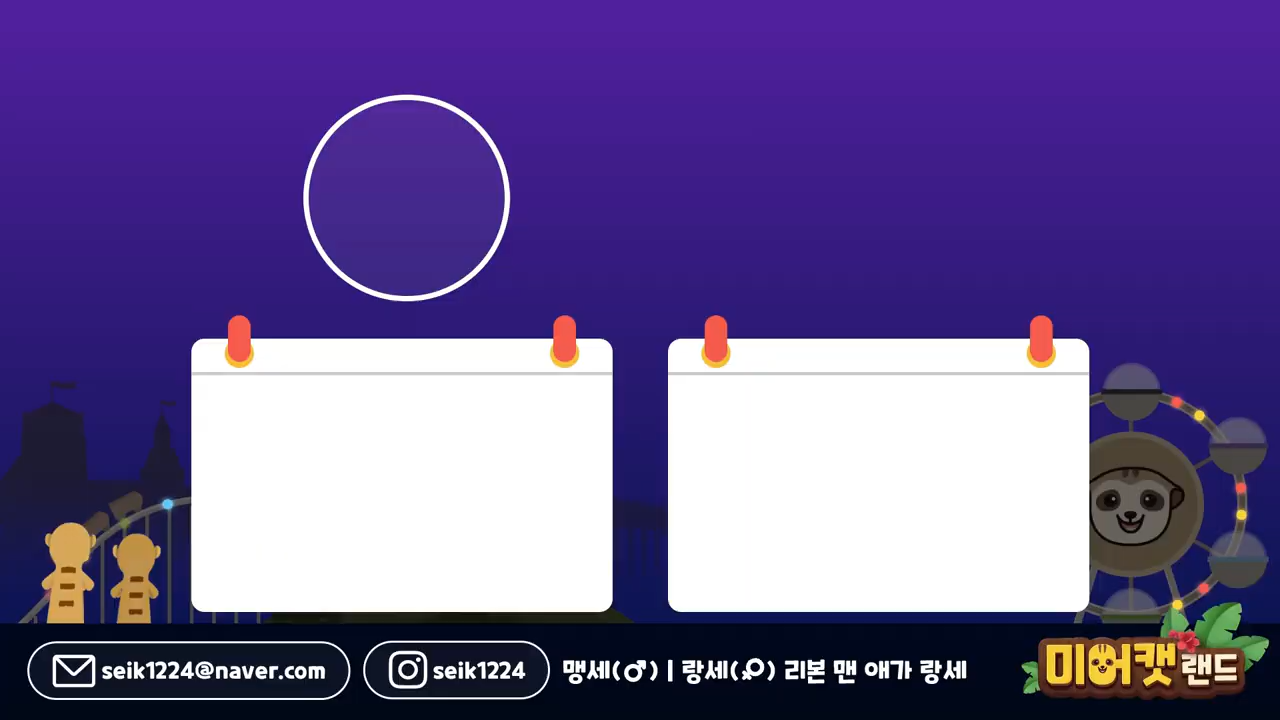 seik1224@naver.com
seik1224
맹세(♂) | 랑세(♀) 리본 맨 애가 랑세
미어캣랜드